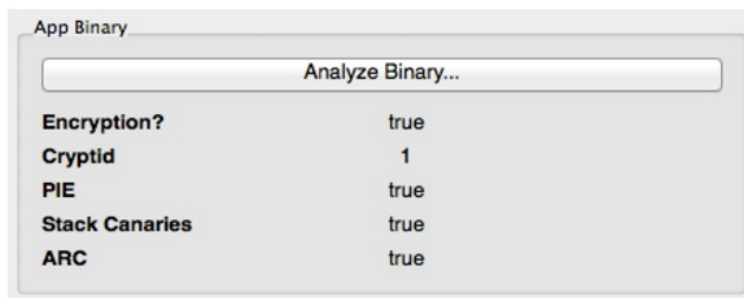 App Binary
Analyze Binary...
Encryption? true
Cryptid 1
PIE true
Stack Canaries true
ARC true